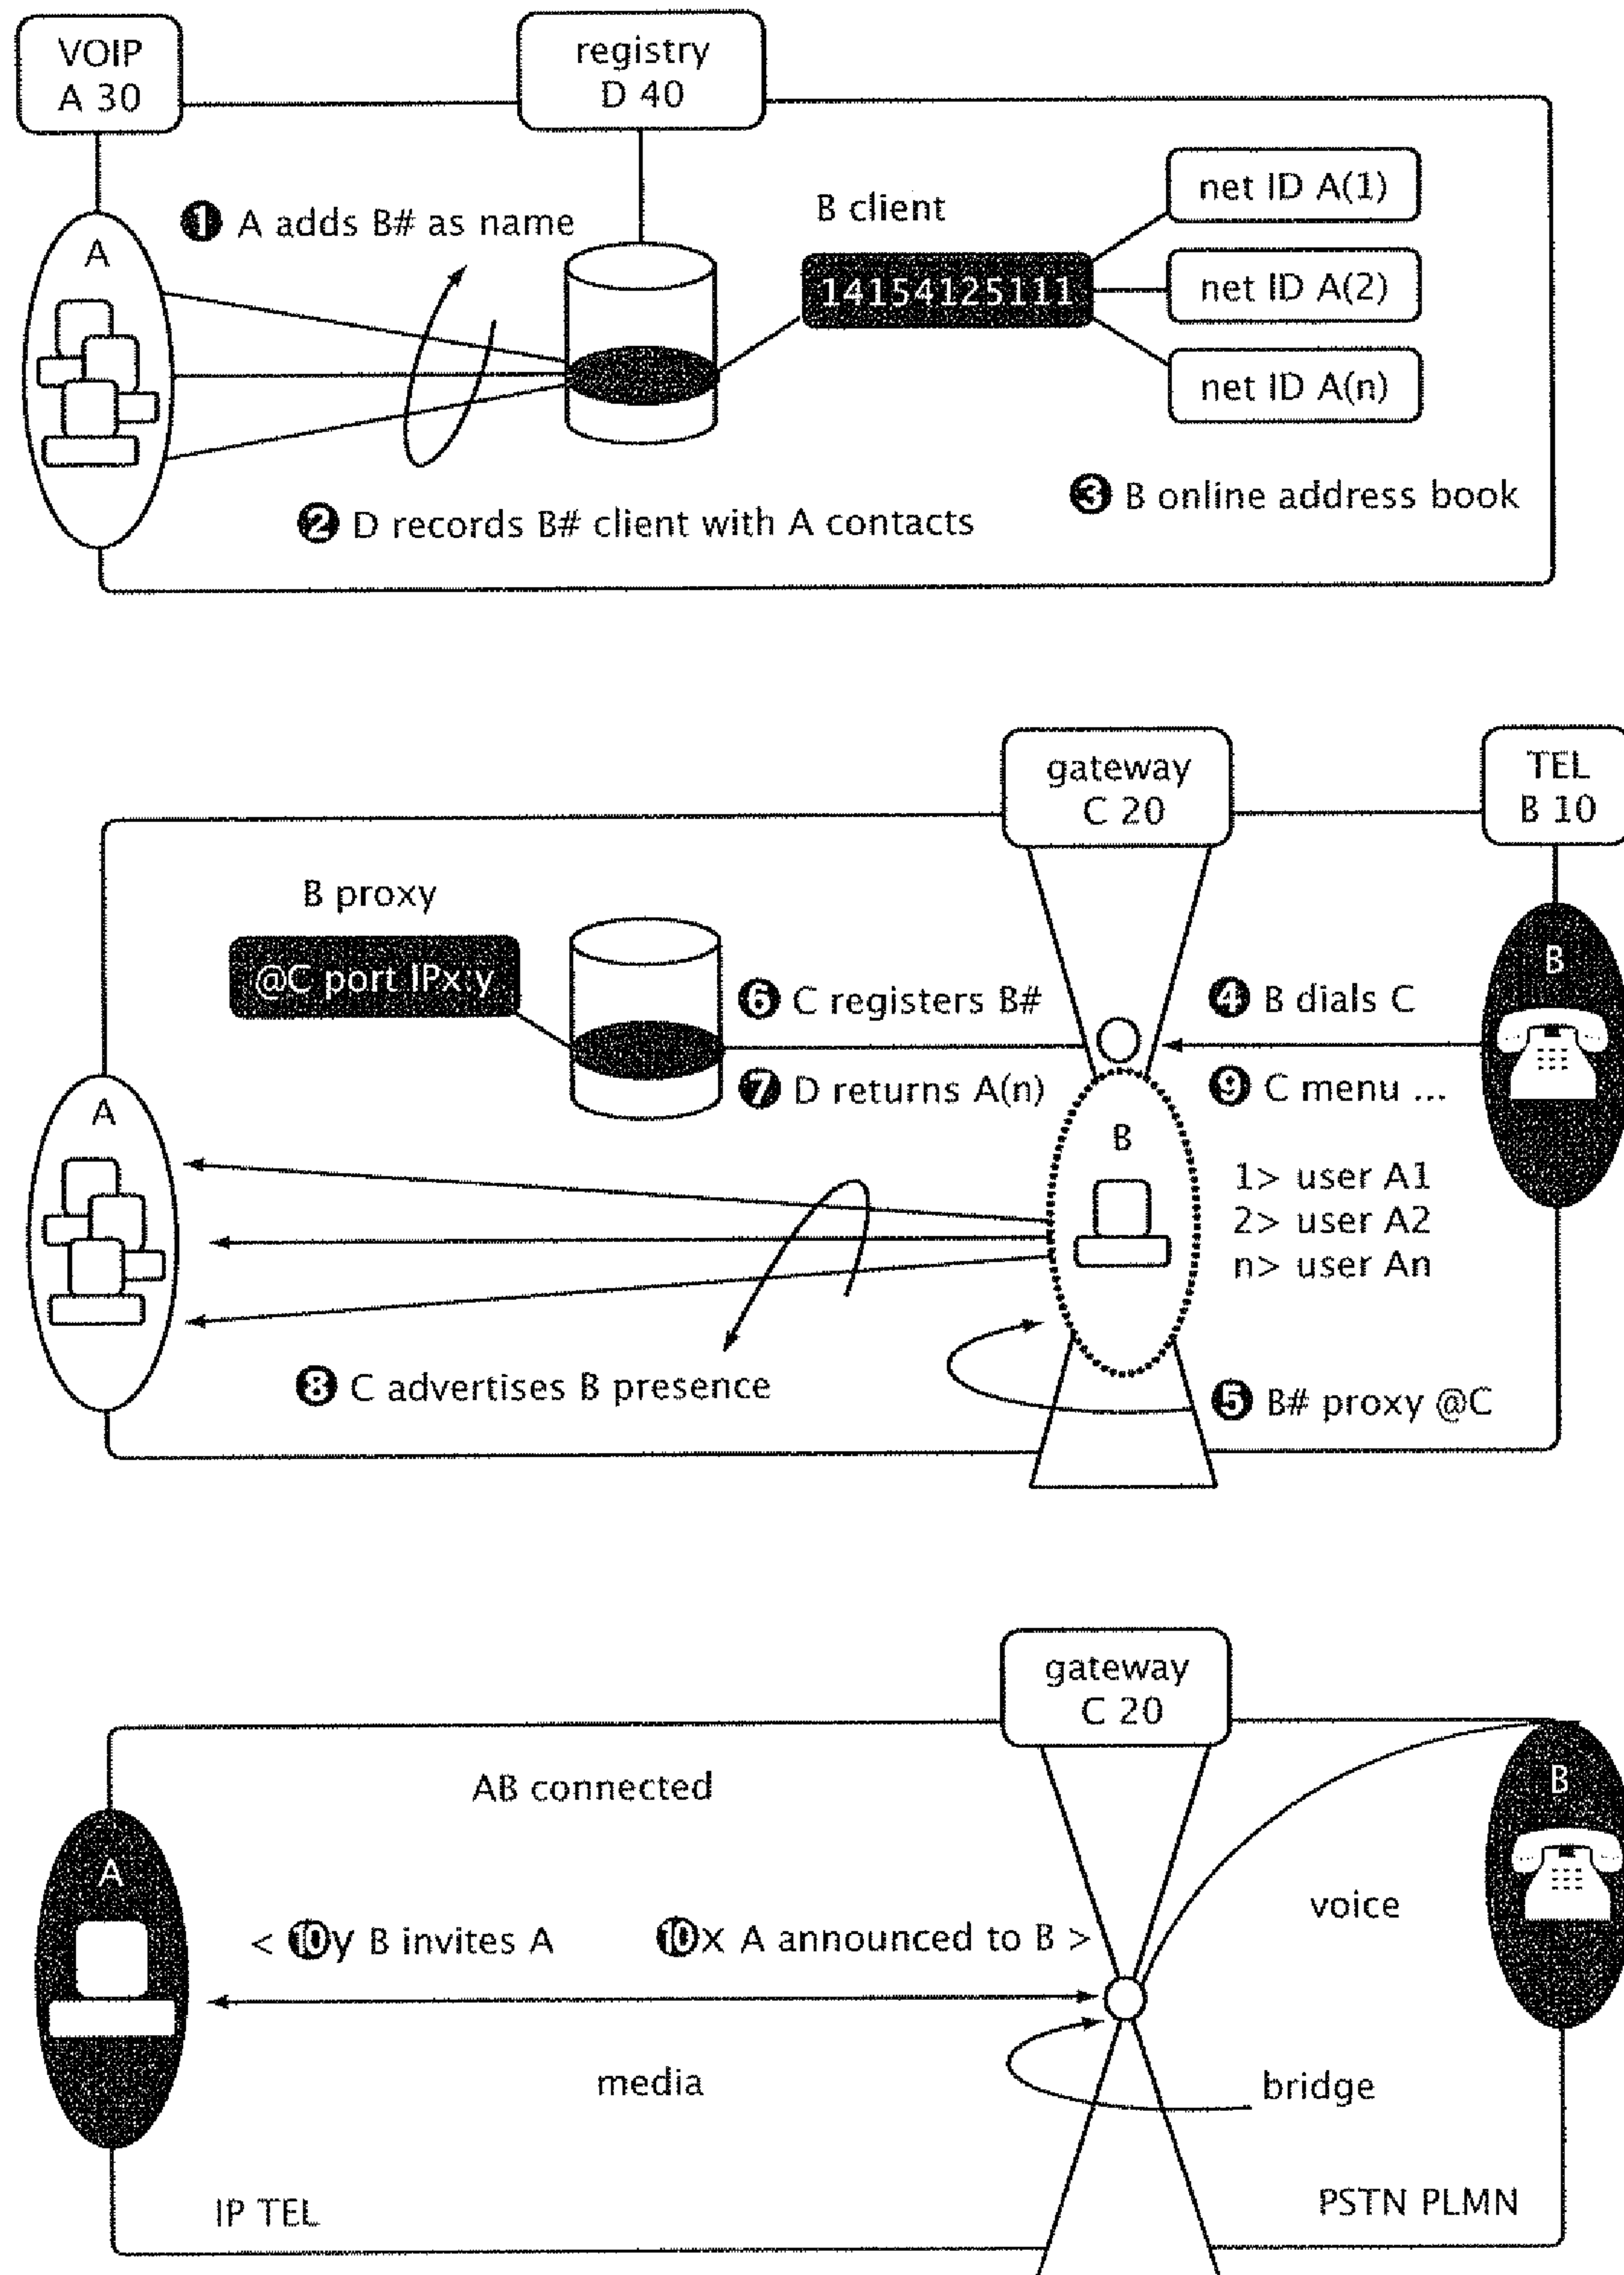 VOIP
A 30
registry
D 40
❶ A adds B# as name
A
B client
14154125111
net ID A(1)
net ID A(2)
net ID A(n)
❸ B online address book
❷ D records B# client with A contacts
gateway
C 20
TEL
B 10
B proxy
@C port IPx:y
❻ C registers B#
❹ B dials C
B
❼ D returns A(n)
❾ C menu ...
A
B
1> user A1
2> user A2
n> user An
❽ C advertises B presence
❺ B# proxy @C
gateway
C 20
AB connected
B
A
< ❿y B invites A
❿x A announced to B >
voice
media
bridge
IP TEL
PSTN PLMN